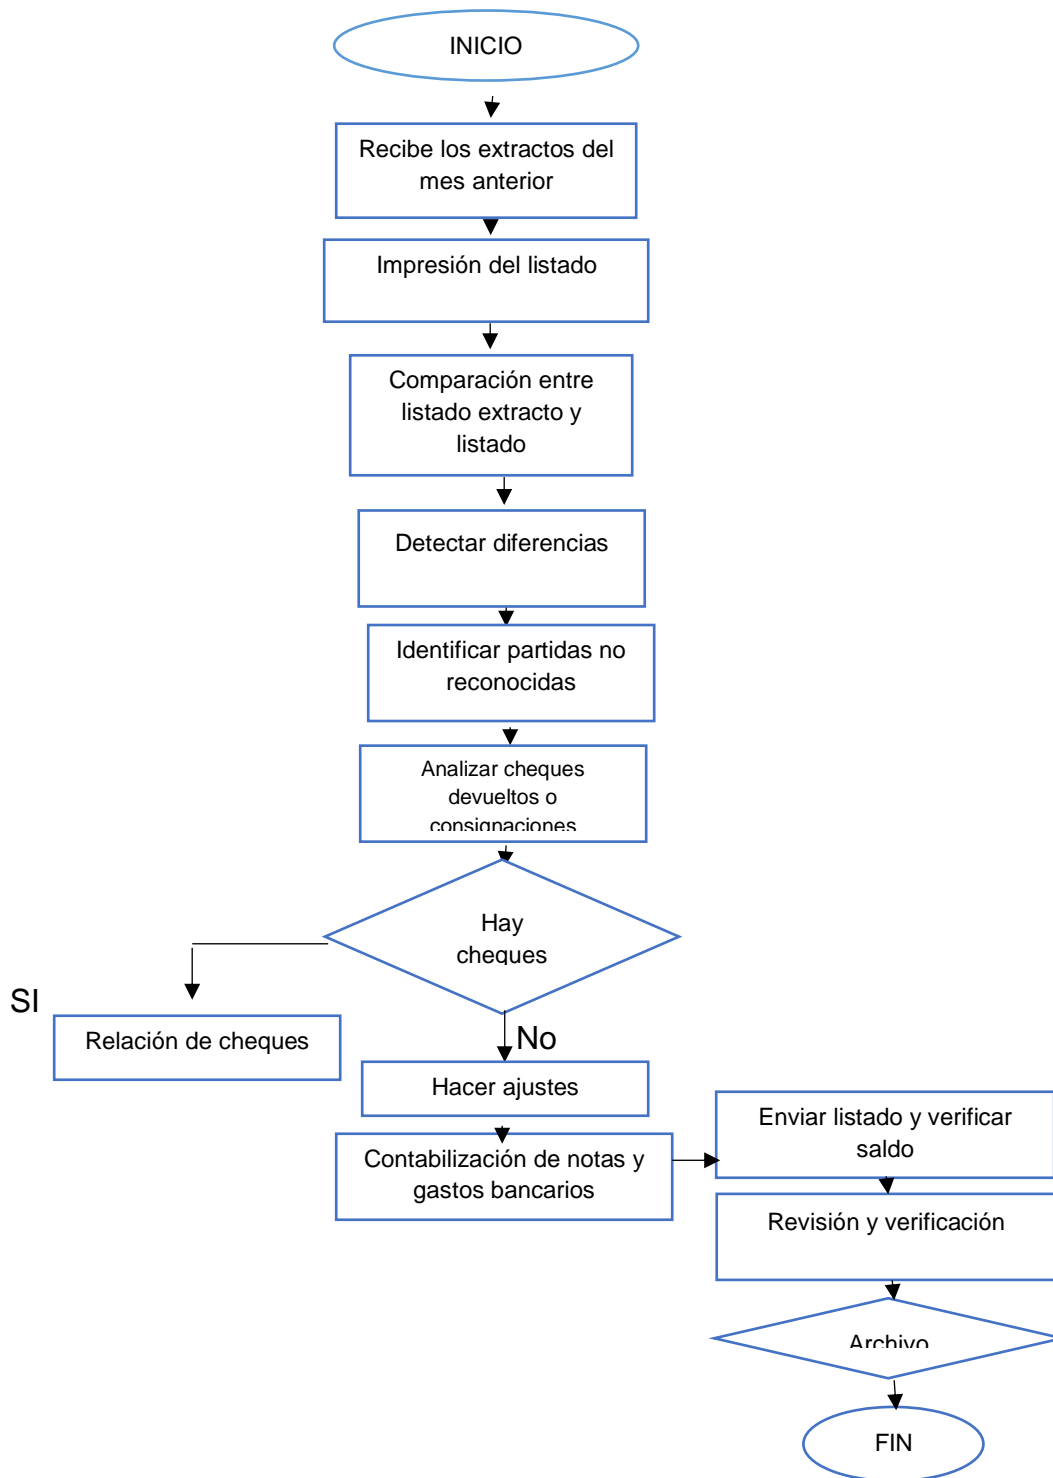 INICIO
Recibe los extractos del
mes anterior
Impresión del listado
Comparación entre
listado extracto y
listado
Detectar diferencias
Identificar partidas no
reconocidas
Analizar cheques
devueltos o
consignaciones
Hay
cheques
SI
Relación de cheques
No
Hacer ajustes
Contabilización de notas y
gastos bancarios
Enviar listado y verificar
saldo
Revisión y verificación
Archivo
FIN